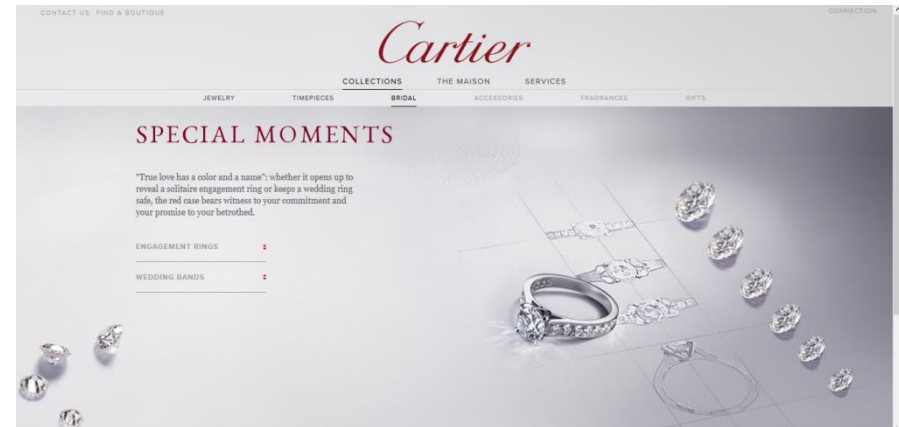 CONTACT US FIND A BOUTIQUE
CONNECTION
Cartier
COLLECTIONS THE MAISON SERVICES
JEWELRY TIMEPIECES BRIDAL ACCESSORIES FRAGRANCES GIFTS
SPECIAL MOMENTS
"True love has a color and a name": whether it opens up to
reveal a solitaire engagement ring or keeps a wedding ring
safe, the red case bears witness to your commitment and
your promise to your betrothed.
ENGAGEMENT RINGS
WEDDING BANDS